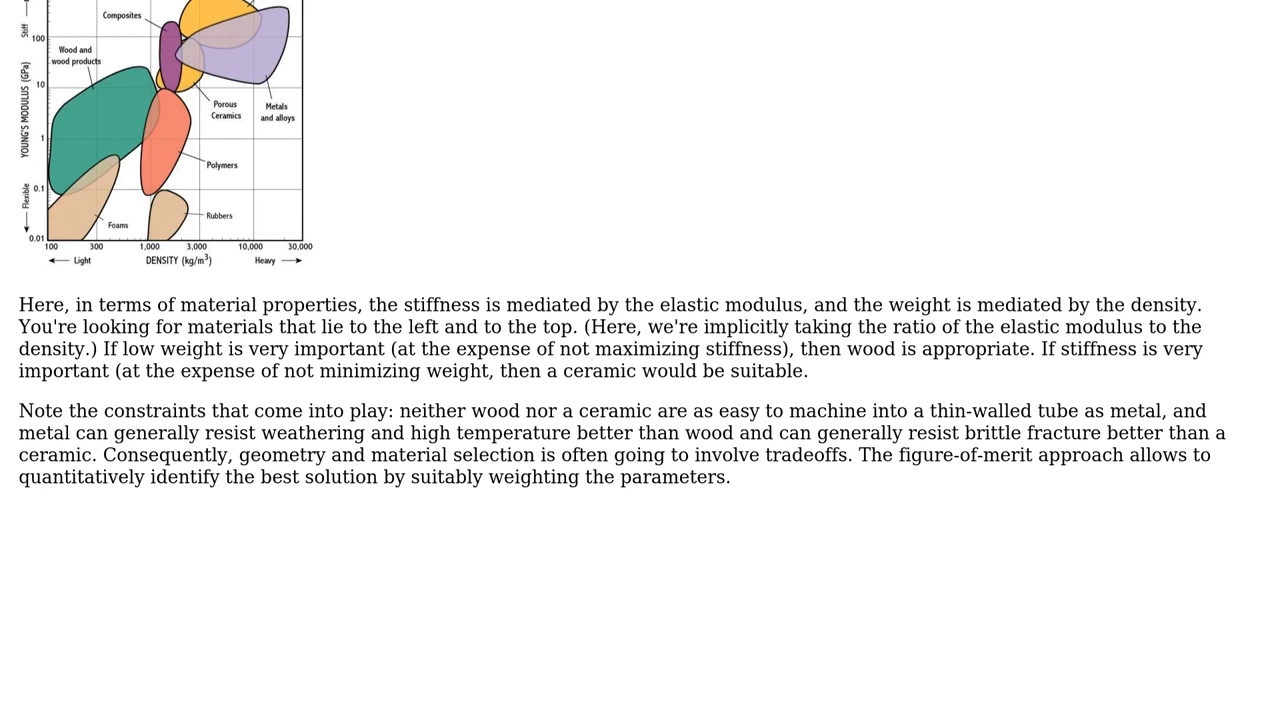 Composites
Stiff
100
Wood and
wood products
10
Porous
Ceramics
Metals
and alloys
YOUNG'S MODULUS (GPa)
1
Polymers
Flexible
0.1
Rubbers
Foams
0.01
100 300 1,000 3,000 10,000 30,000
Light DENSITY (kg/m3) Heavy
Here, in terms of material properties, the stiffness is mediated by the elastic modulus, and the weight is mediated by the density.
You're looking for materials that lie to the left and to the top. (Here, we're implicitly taking the ratio of the elastic modulus to the
density.) If low weight is very important (at the expense of not maximizing stiffness), then wood is appropriate. If stiffness is very
important (at the expense of not minimizing weight, then a ceramic would be suitable.
Note the constraints that come into play: neither wood nor a ceramic are as easy to machine into a thin-walled tube as metal, and
metal can generally resist weathering and high temperature better than wood and can generally resist brittle fracture better than a
ceramic. Consequently, geometry and material selection is often going to involve tradeoffs. The figure-of-merit approach allows to
quantitatively identify the best solution by suitably weighting the parameters.